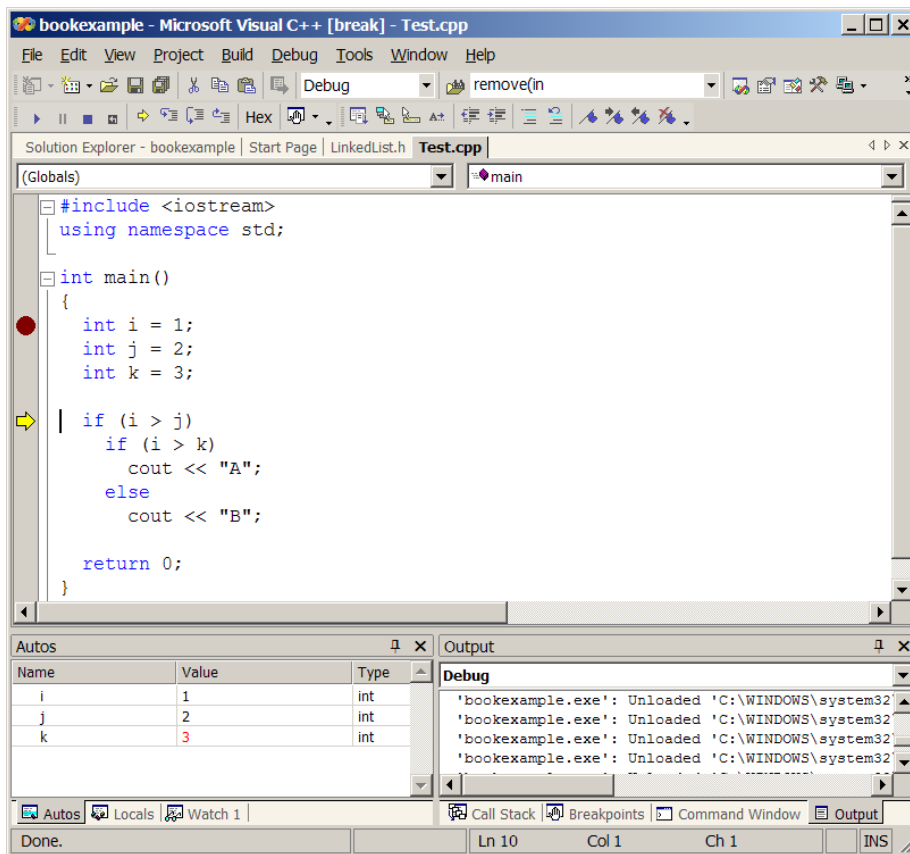 bookexample - Microsoft Visual C++ [break] - Test.cpp
File Edit View Project Build Debug Tools Window Help
Debug remove(in
Hex
Solution Explorer - bookexample Start Page LinkedList.h Test.cpp
(Globals) main
#include <iostream>
using namespace std;
int main()
{
int i = 1;
int j = 2;
int k = 3;
if (i > j)
if (i > k)
cout << "A";
else
cout << "B";
return 0;
}
Autos
Name Value Type
i 1 int
j 2 int
k 3 int
Autos Locals Watch 1
Output
Debug
'bookexample.exe': Unloaded 'C:\WINDOWS\system32\
'bookexample.exe': Unloaded 'C:\WINDOWS\system32\
'bookexample.exe': Unloaded 'C:\WINDOWS\system32\
'bookexample.exe': Unloaded 'C:\WINDOWS\system32\
Call Stack Breakpoints Command Window Output
Done. Ln 10 Col 1 Ch 1 INS